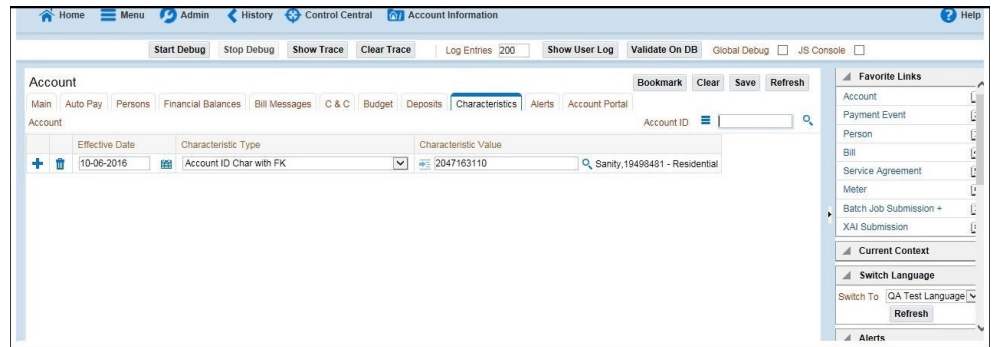 Home Menu Admin History Control Central Account Information Help
Start Debug Stop Debug Show Trace Clear Trace Log Entries 200 Show User Log Validate On DB Global Debug JS Console
Account Bookmark Clear Save Refresh
Main Auto Pay Persons Financial Balances Bill Messages C & C Budget Deposits Characteristics Alerts Account Portal
Account Account ID
Effective Date Characteristic Type Characteristic Value
10-06-2016 Account ID Char with FK 2047163110 Sanity,19498481 - Residential
Favorite Links
Account
Payment Event
Person
Bill
Service Agreement
Meter
Batch Job Submission +
XAI Submission
Current Context
Switch Language
Switch To QA Test Language
Refresh
Alerts